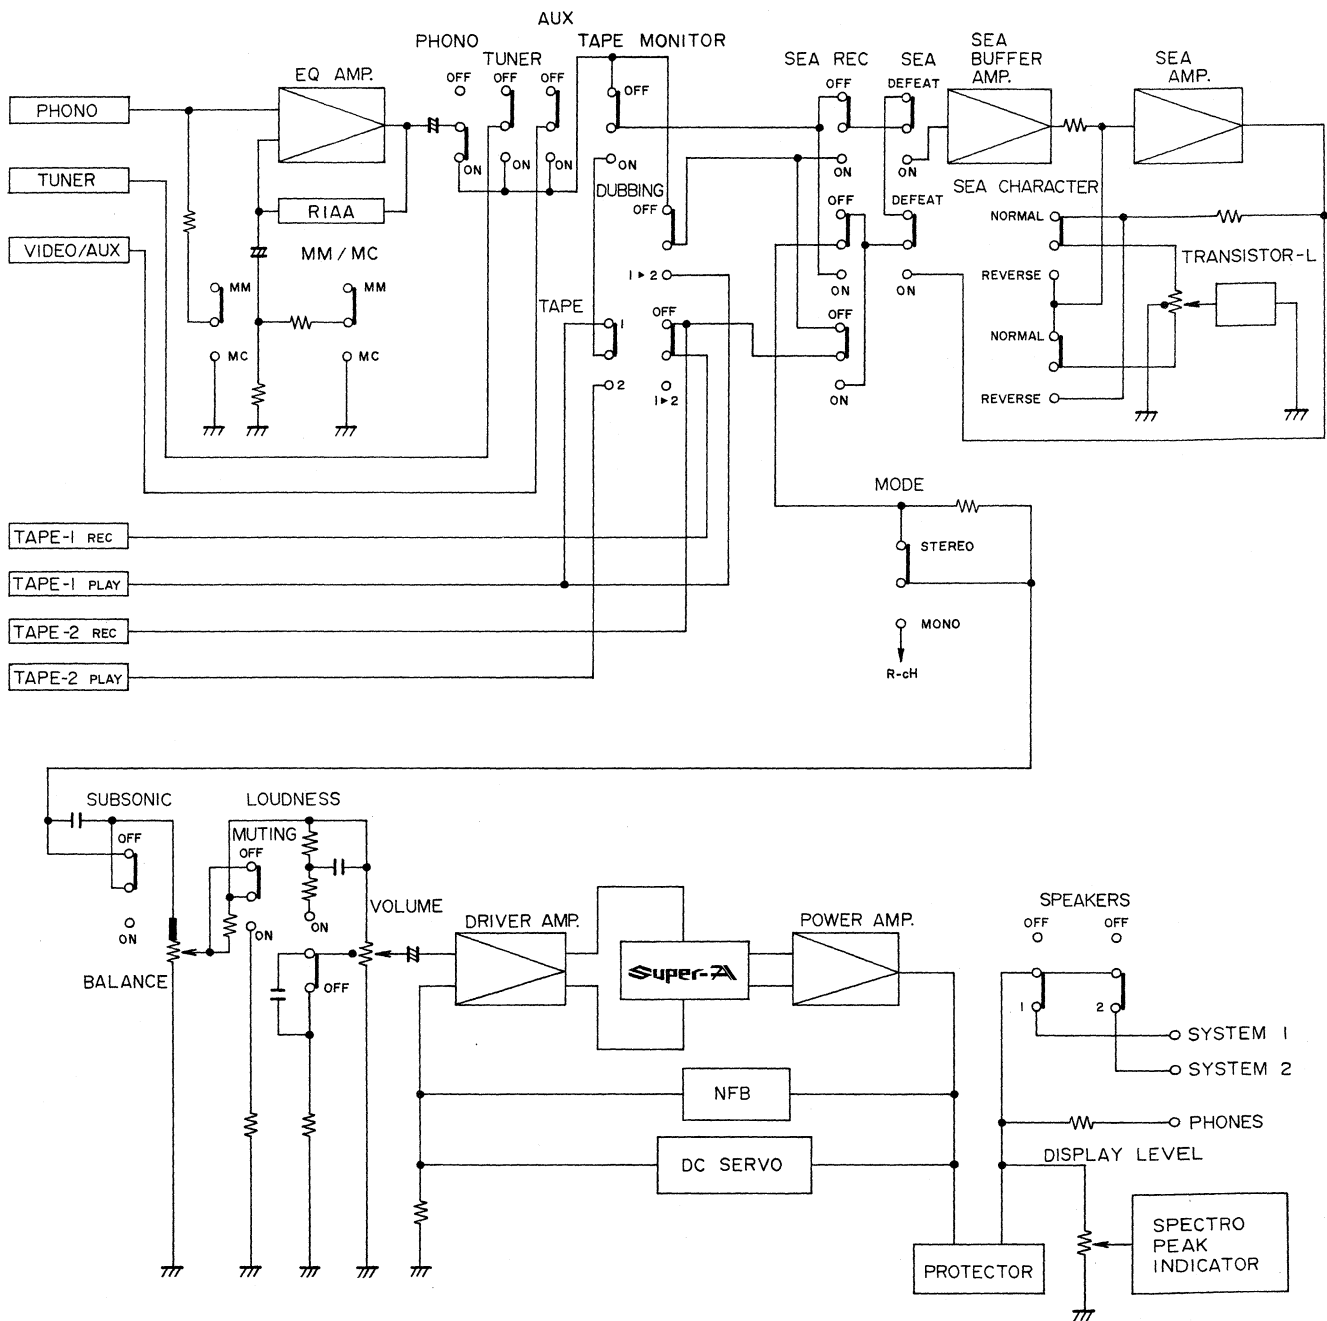 AUX
PHONO
TUNER
TAPE MONITOR
SEA REC
SEA
SEA
BUFFER
AMP.
SEA
AMP.
EQ AMP.
OFF
OFF
OFF
OFF
OFF
DEFEAT
PHONO
ON
ON
ON
ON
TUNER
DUBBING
SEA CHARACTER
RIAA
OFF
OFF
DEFEAT
NORMAL
VIDEO/AUX
MM/MC
TRANSISTOR-L
1▶2
ON
ON
REVERSE
MM
MM
TAPE
1
OFF
OFF
NORMAL
MC
MC
2
1▶2
ON
REVERSE
MODE
TAPE-1 REC
STEREO
TAPE-1 PLAY
TAPE-2 REC
MONO
TAPE-2 PLAY
R-cH
SUBSONIC
LOUDNESS
OFF
MUTING
OFF
VOLUME
DRIVER AMP.
POWER AMP.
SPEAKERS
OFF
OFF
ON
ON
ON
Super-A
BALANCE
OFF
1
2
SYSTEM 1
SYSTEM 2
NFB
PHONES
DISPLAY LEVEL
DC SERVO
SPECTRO
PEAK
INDICATOR
PROTECTOR